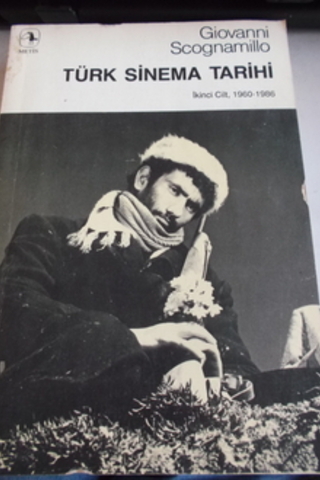 Giovanni
Scognamillo
TÜRK SİNEMA TARİHİ
İkinci Cilt, 1960-1986